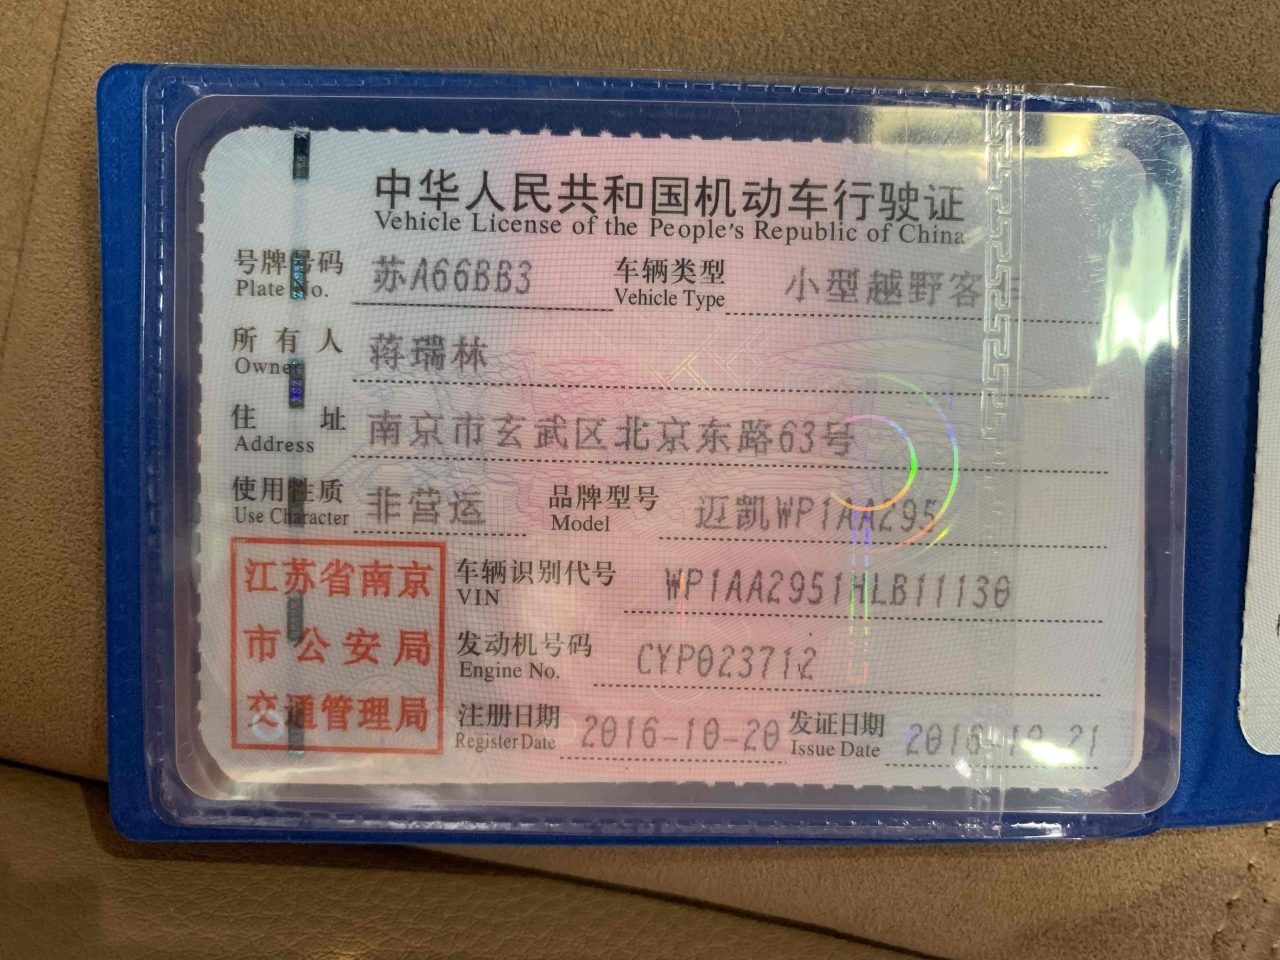 中华人民共和国机动车行驶证
Vehicle License of the People's Republic of China
号牌号码 苏A66BB3 车辆类型 小型越野客车
Plate No. Vehicle Type
所有人 蒋瑞林
Owner
住址 南京市玄武区北京东路63号
Address
使用性质 非营运 品牌型号 迈凯WP1AA295
Use Character Model
江苏省南京
市公安局
交通管理局
车辆识别代号 WP1AA2951HLB11130
VIN
发动机号码 CYP023712
Engine No.
注册日期 2016-10-20 发证日期 2016-10-21
Register Date Issue Date